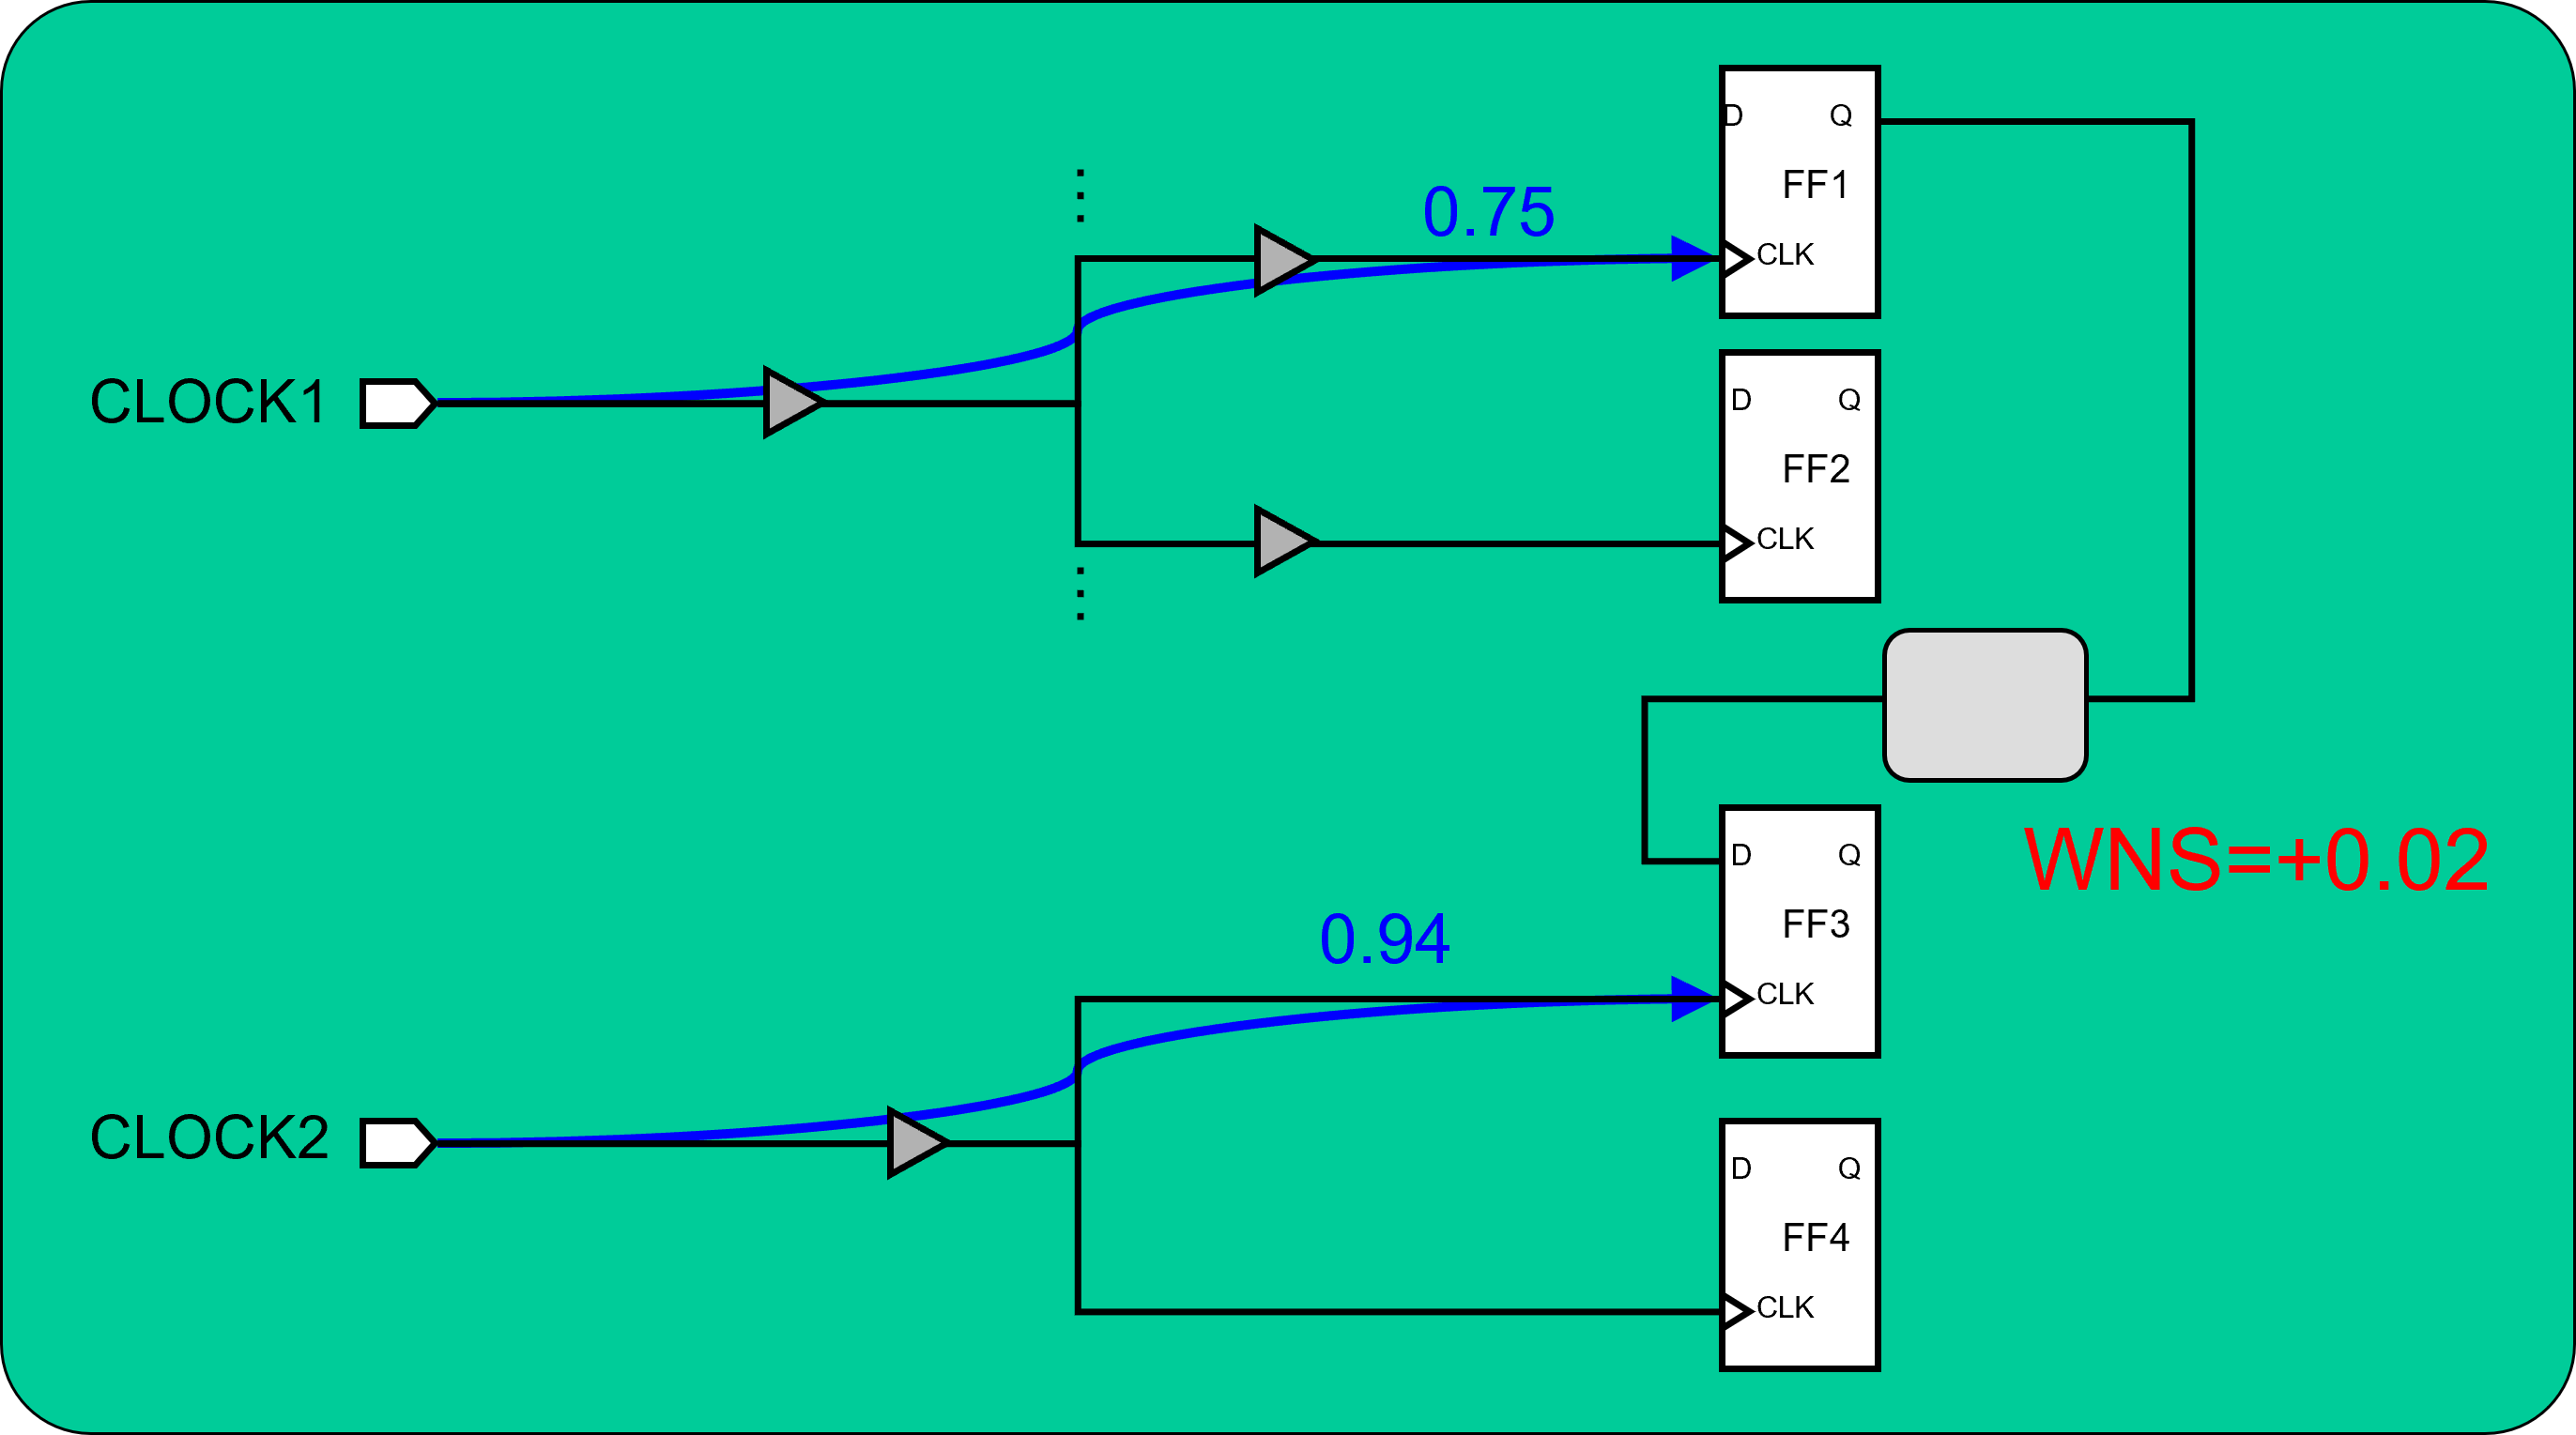 D Q
FF1
CLK
0.75
CLOCK1
D Q
FF2
CLK
D Q
FF3
CLK
WNS=+0.02
0.94
CLOCK2
D Q
FF4
CLK